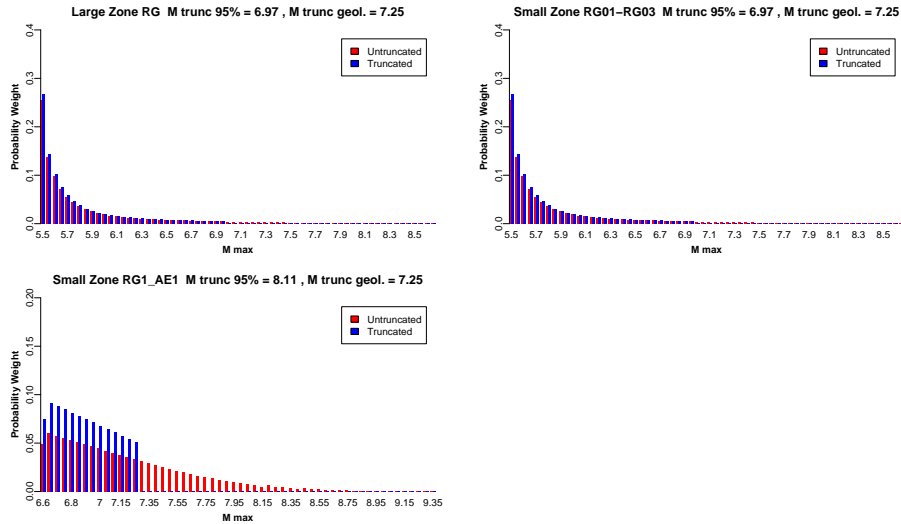 Large Zone RG M trunc 95% = 6.97 , M trunc geol. = 7.25
Probability Weight
0.0 0.1 0.2 0.3 0.4
Untruncated
Truncated
5.5 5.7 5.9 6.1 6.3 6.5 6.7 6.9 7.1 7.3 7.5 7.7 7.9 8.1 8.3 8.5
M max
Small Zone RG01−RG03 M trunc 95% = 6.97 , M trunc geol. = 7.25
Probability Weight
0.0 0.1 0.2 0.3 0.4
Untruncated
Truncated
5.5 5.7 5.9 6.1 6.3 6.5 6.7 6.9 7.1 7.3 7.5 7.7 7.9 8.1 8.3 8.5
M max
Small Zone RG1_AE1 M trunc 95% = 8.11 , M trunc geol. = 7.25
Probability Weight
0.00 0.05 0.10 0.15 0.20
Untruncated
Truncated
6.6 6.8 7 7.15 7.35 7.55 7.75 7.95 8.15 8.35 8.55 8.75 8.95 9.15 9.35
M max